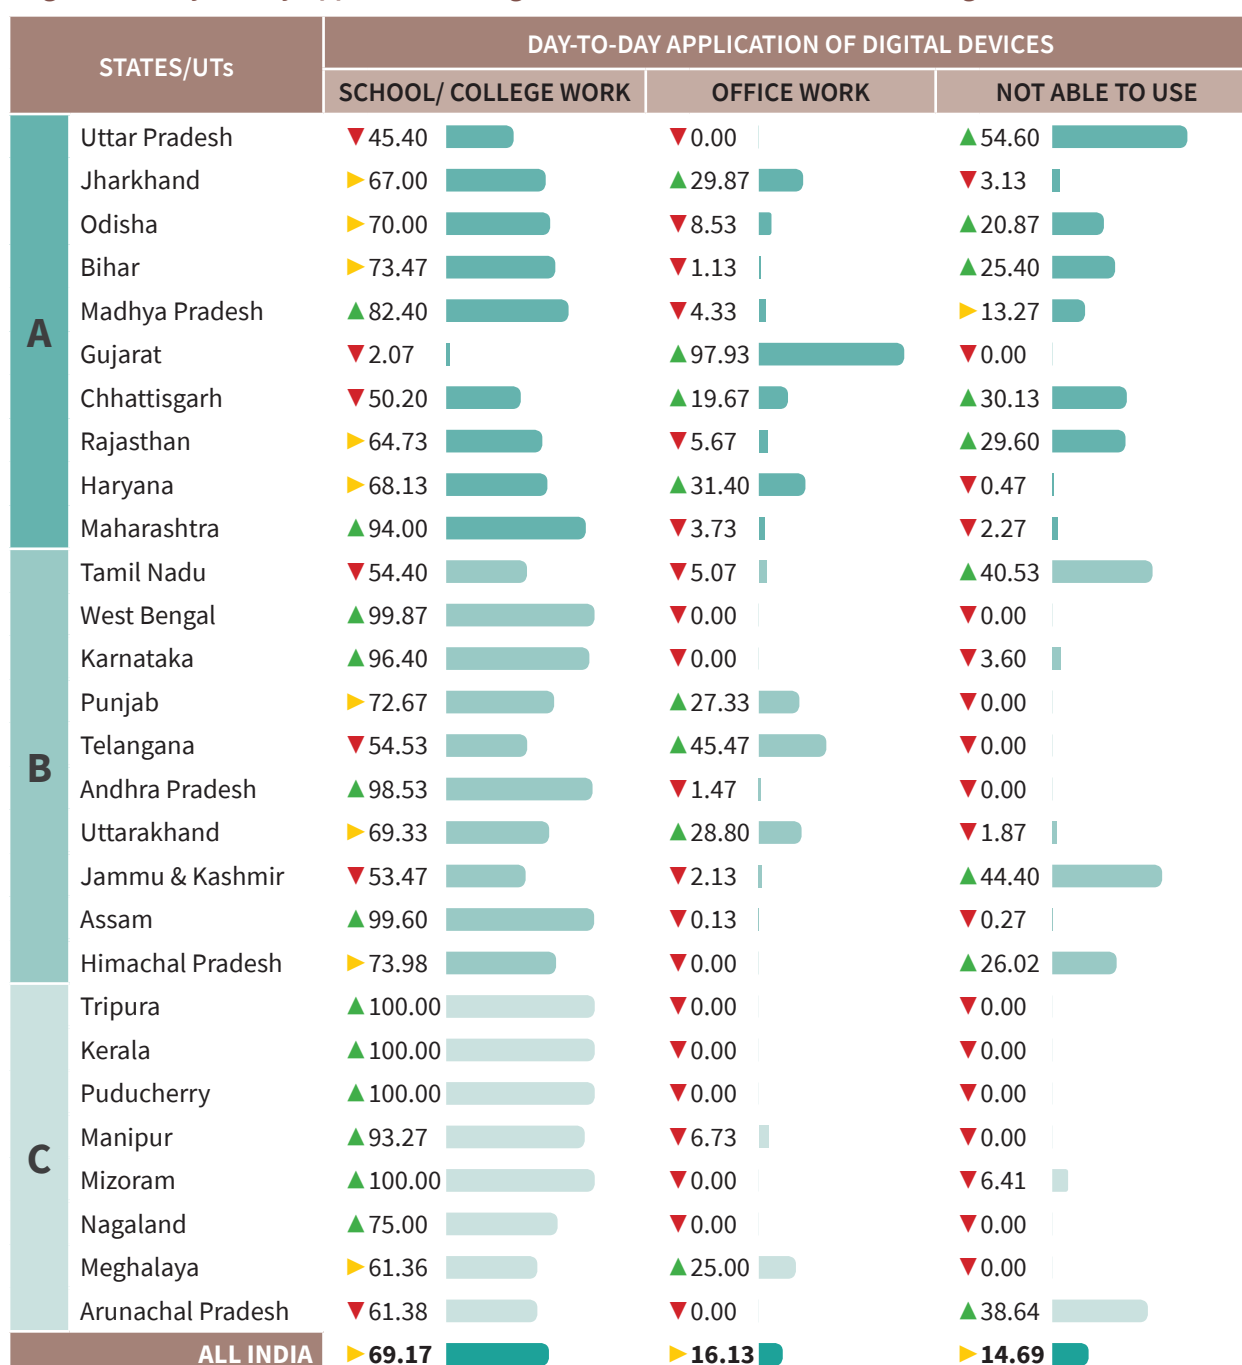 STATES/UTs
DAY-TO-DAY APPLICATION OF DIGITAL DEVICES
SCHOOL/ COLLEGE WORK OFFICE WORK NOT ABLE TO USE
A
Uttar Pradesh 45.40 0.00 54.60
Jharkhand 67.00 29.87 3.13
Odisha 70.00 8.53 20.87
Bihar 73.47 1.13 25.40
Madhya Pradesh 82.40 4.33 13.27
Gujarat 2.07 97.93 0.00
Chhattisgarh 50.20 19.67 30.13
Rajasthan 64.73 5.67 29.60
Haryana 68.13 31.40 0.47
Maharashtra 94.00 3.73 2.27
B
Tamil Nadu 54.40 5.07 40.53
West Bengal 99.87 0.00 0.00
Karnataka 96.40 0.00 3.60
Punjab 72.67 27.33 0.00
Telangana 54.53 45.47 0.00
Andhra Pradesh 98.53 1.47 0.00
Uttarakhand 69.33 28.80 1.87
Jammu & Kashmir 53.47 2.13 44.40
Assam 99.60 0.13 0.27
Himachal Pradesh 73.98 0.00 26.02
C
Tripura 100.00 0.00 0.00
Kerala 100.00 0.00 0.00
Puducherry 100.00 0.00 0.00
Manipur 93.27 6.73 0.00
Mizoram 100.00 0.00 6.41
Nagaland 75.00 0.00 0.00
Meghalaya 61.36 25.00 0.00
Arunachal Pradesh 61.38 0.00 38.64
ALL INDIA 69.17 16.13 14.69